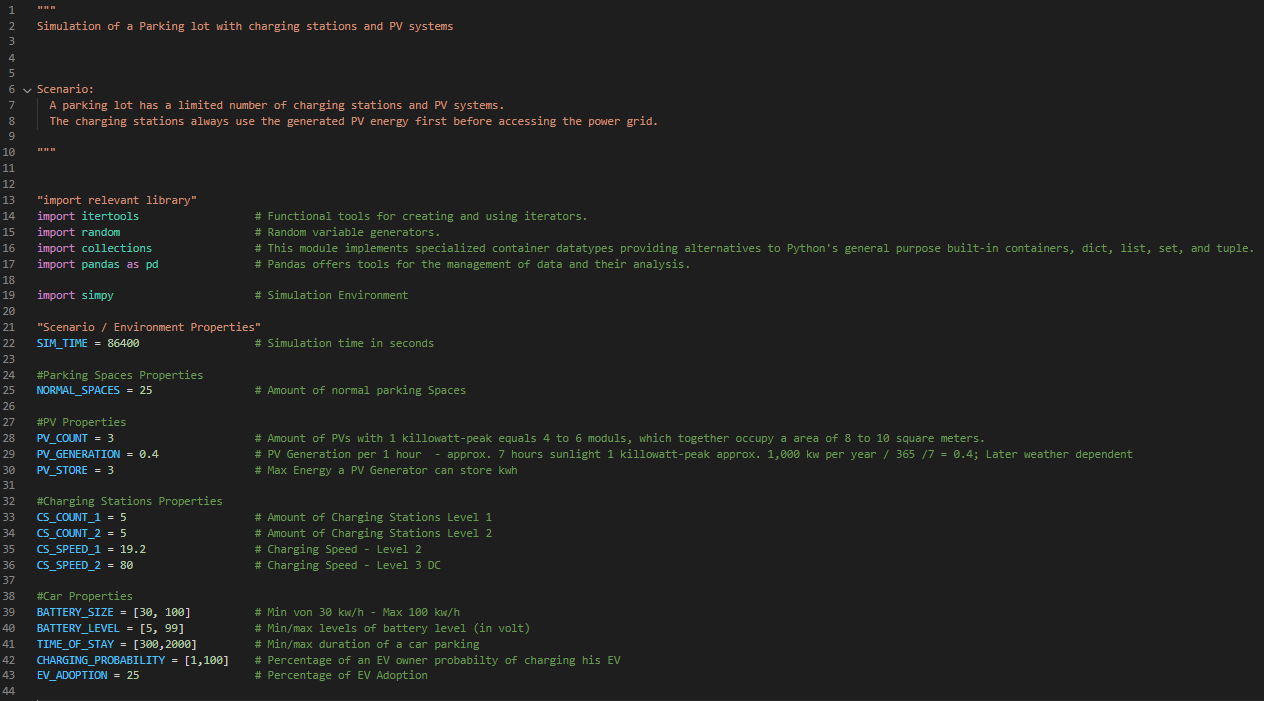 1 """
2 Simulation of a Parking lot with charging stations and PV systems
3
4
5
6 Scenario:
7 A parking lot has a limited number of charging stations and PV systems.
8 The charging stations always use the generated PV energy first before accessing the power grid.
9
10 """
11
12
13 "import relevant library"
14 import itertools # Functional tools for creating and using iterators.
15 import random # Random variable generators.
16 import collections # This module implements specialized container datatypes providing alternatives to Python's general purpose built-in containers, dict, list, set, and tuple.
17 import pandas as pd # Pandas offers tools for the management of data and their analysis.
18
19 import simpy # Simulation Environment
20
21 "Scenario / Environment Properties"
22 SIM_TIME = 86400 # Simulation time in seconds
23
24 #Parking Spaces Properties
25 NORMAL_SPACES = 25 # Amount of normal parking Spaces
26
27 #PV Properties
28 PV_COUNT = 3 # Amount of PVs with 1 killowatt-peak equals 4 to 6 moduls, which together occupy a area of 8 to 10 square meters.
29 PV_GENERATION = 0.4 # PV Generation per 1 hour - approx. 7 hours sunlight 1 killowatt-peak approx. 1,000 kw per year / 365 /7 = 0.4; Later weather dependent
30 PV_STORE = 3 # Max Energy a PV Generator can store kwh
31
32 #Charging Stations Properties
33 CS_COUNT_1 = 5 # Amount of Charging Stations Level 1
34 CS_COUNT_2 = 5 # Amount of Charging Stations Level 2
35 CS_SPEED_1 = 19.2 # Charging Speed - Level 2
36 CS_SPEED_2 = 80 # Charging Speed - Level 3 DC
37
38 #Car Properties
39 BATTERY_SIZE = [30, 100] # Min von 30 kw/h - Max 100 kw/h
40 BATTERY_LEVEL = [5, 99] # Min/max levels of battery level (in volt)
41 TIME_OF_STAY = [300,2000] # Min/max duration of a car parking
42 CHARGING_PROBABILITY = [1,100] # Percentage of an EV owner probabilty of charging his EV
43 EV_ADOPTION = 25 # Percentage of EV Adoption
44